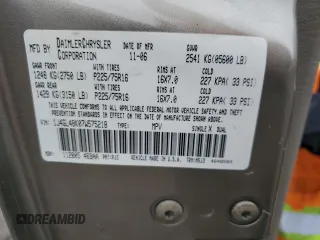 MFD BY DAIMLERCHRYSLER CORPORATION DATE OF MFR 11-06 GVWR 2541 KG(05600 LB)
GAWR FRONT WITH TIRES RIMS AT COLD
1248 KG(2750 LB) P225/75R16 16X7.0 227 KPA( 33 PSI)
GAWR REAR WITH TIRES RIMS AT COLD
1429 KG(3150 LB) P225/75R16 16X7.0 227 KPA( 33 PSI)
THIS VEHICLE CONFORMS TO ALL APPLICABLE FEDERAL MOTOR VEHICLE SAFETY, BUMPER, AND
THEFT PREVENTION STANDARDS IN EFFECT ON THE DATE OF MANUFACTURE SHOWN ABOVE.
VIN: TYPE: MPV SINGLE X DUAL
VEHICLE MADE IN U.S.A.